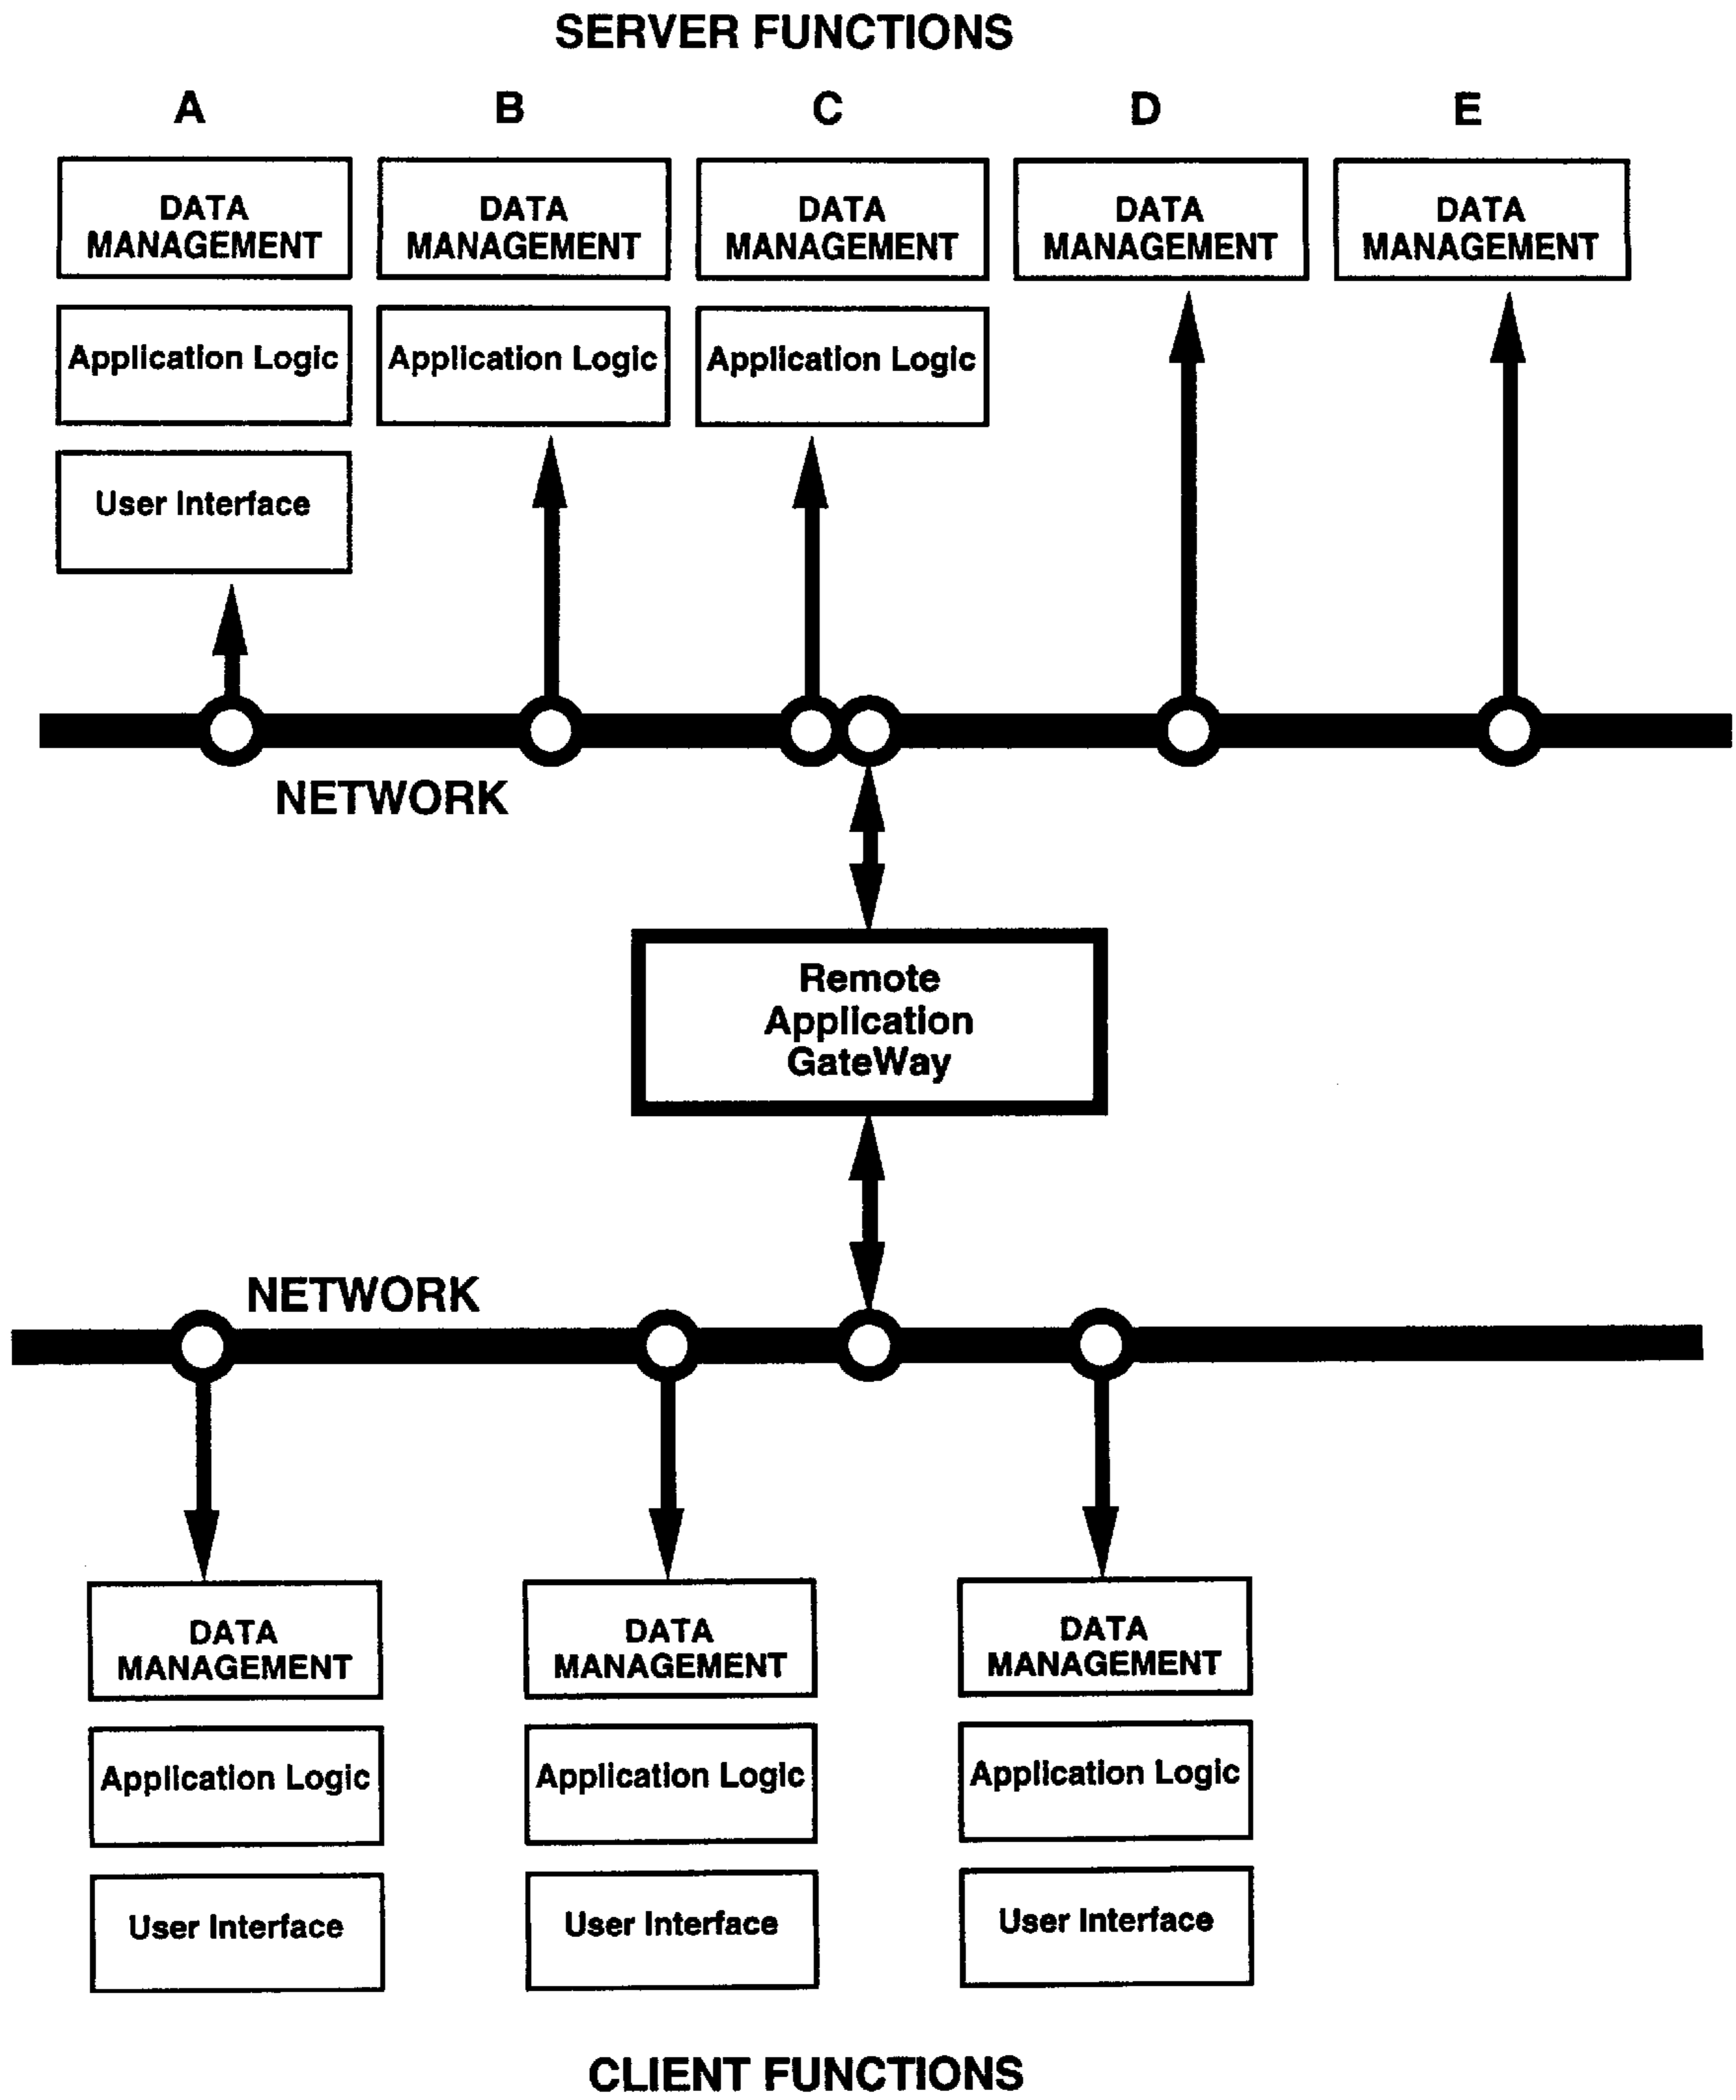 SERVER FUNCTIONS
A B C D E
DATA DATA DATA DATA DATA
MANAGEMENT MANAGEMENT MANAGEMENT MANAGEMENT MANAGEMENT
Application Logic Application Logic Application Logic
User Interface
NETWORK
Remote
Application
GateWay
NETWORK
DATA DATA DATA
MANAGEMENT MANAGEMENT MANAGEMENT
Application Logic Application Logic Application Logic
User Interface User Interface User Interface
CLIENT FUNCTIONS